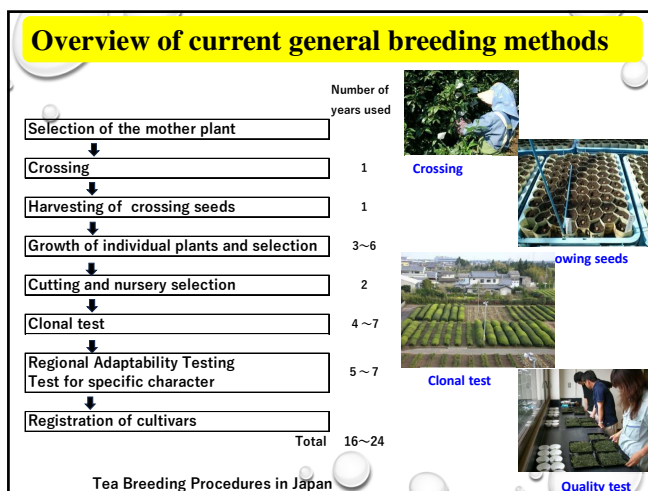 Overview of current general breeding methods
Number of
years used
Selection of the mother plant
Crossing 1
Harvesting of crossing seeds 1
Growth of individual plants and selection 3～6
Cutting and nursery selection 2
Clonal test 4～7
Regional Adaptability Testing
Test for specific character 5～7
Registration of cultivars
Total 16～24
Tea Breeding Procedures in Japan
Crossing
owing seeds
Clonal test
Quality test